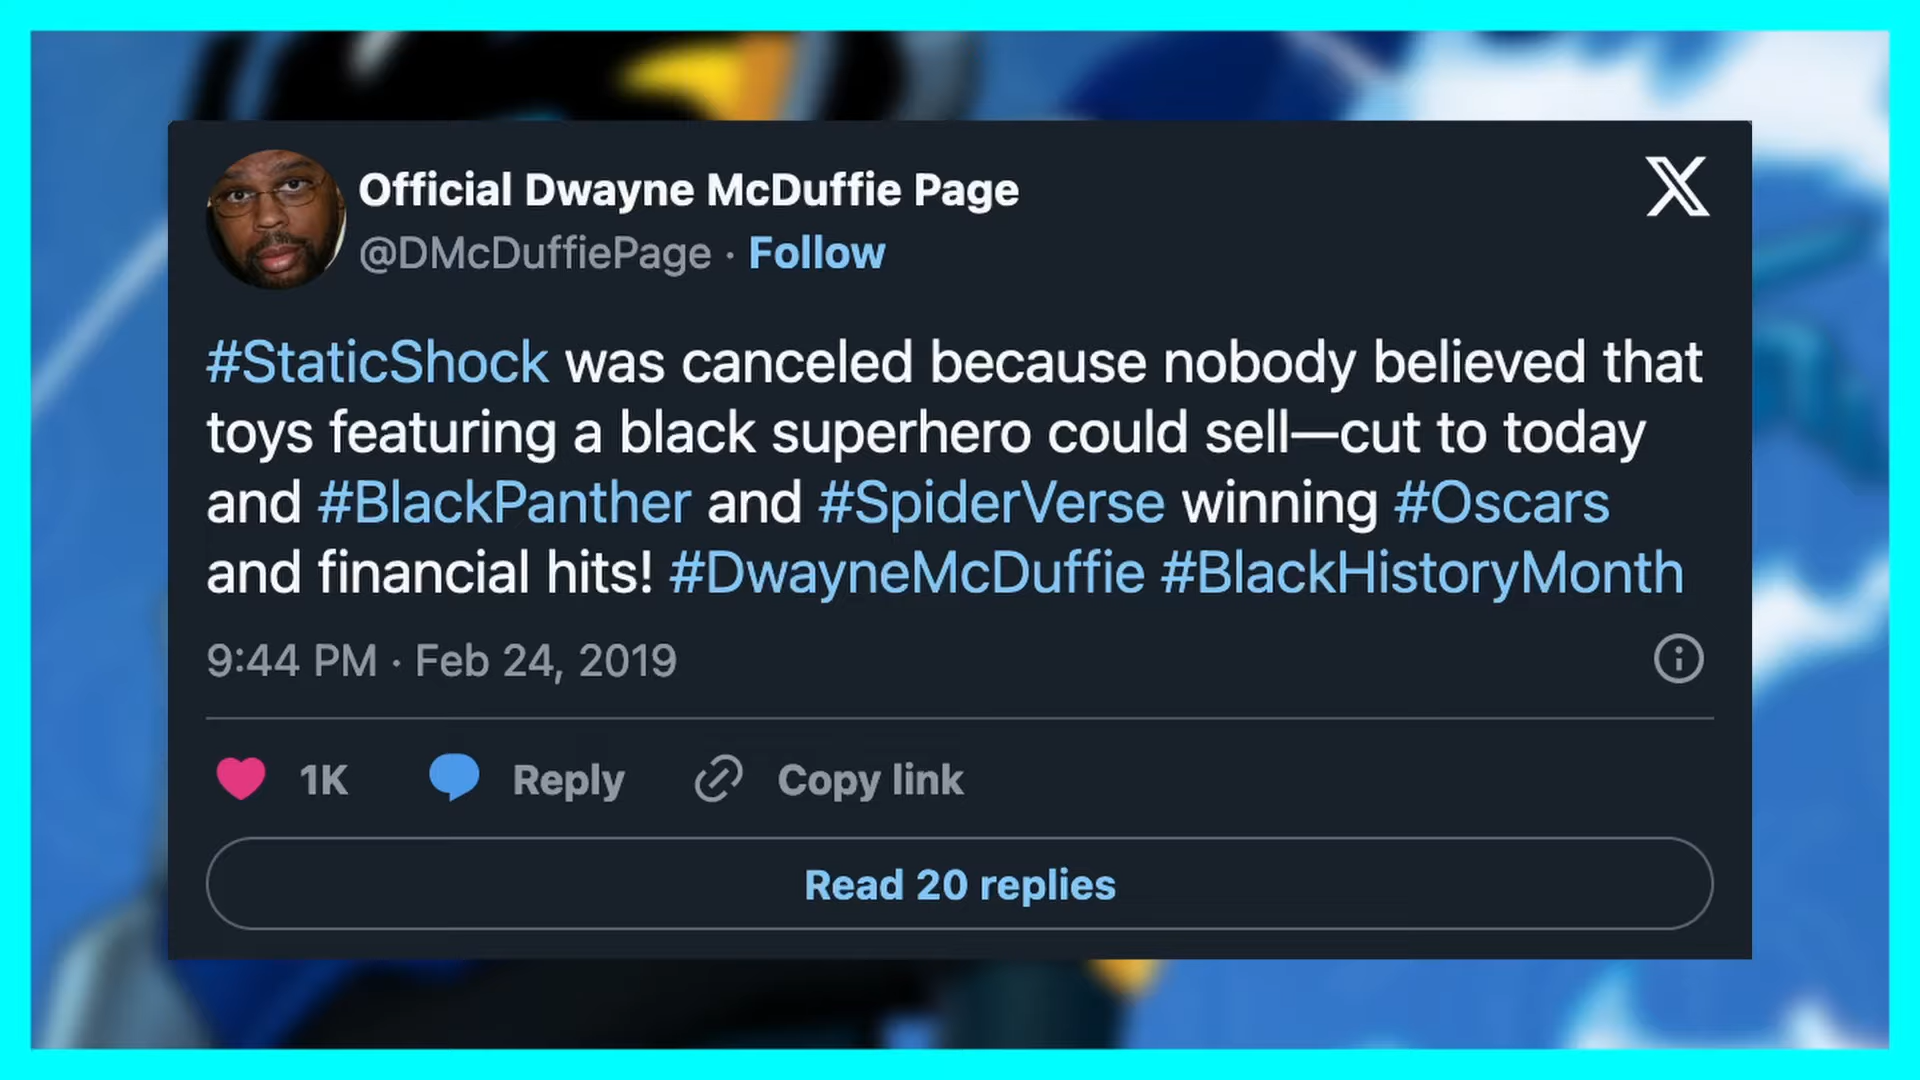 Official Dwayne McDuffie Page
@DMcDuffiePage · Follow
#StaticShock was canceled because nobody believed that
toys featuring a black superhero could sell—cut to today
and #BlackPanther and #SpiderVerse winning #Oscars
and financial hits! #DwayneMcDuffie #BlackHistoryMonth
9:44 PM · Feb 24, 2019
1K Reply Copy link
Read 20 replies